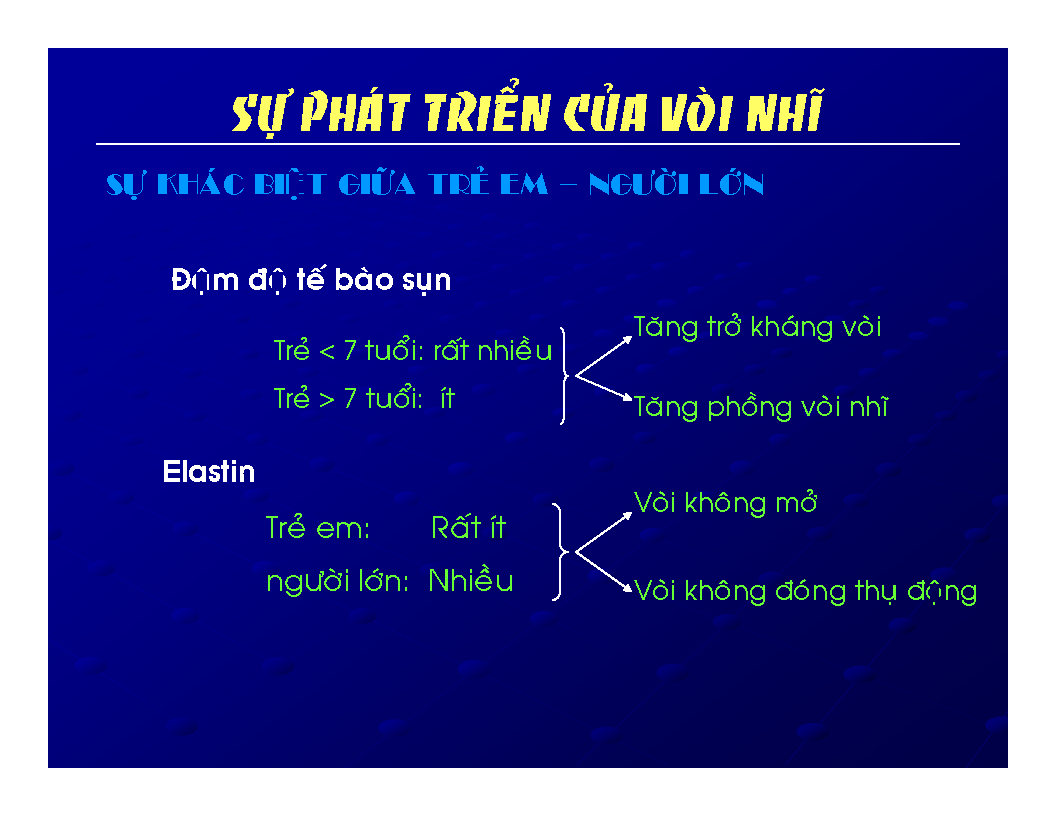 SỰ PHÁT TRIỂN CỦA VÒI NHĨ
SỰ KHÁC BIỆT GIỮA TRẺ EM – NGƯỜI LỚN
Đậm độ tế bào sụn
Trẻ < 7 tuổi: rất nhiều
Trẻ > 7 tuổi: ít
Tăng trở kháng vòi
Tăng phồng vòi nhĩ
Elastin
Trẻ em: Rất ít
người lớn: Nhiều
Vòi không mở
Vòi không đóng thụ động